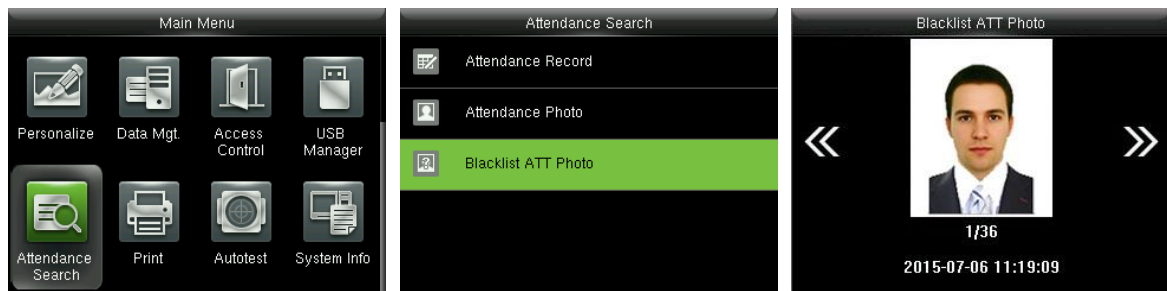 Main Menu
Personalize
Data Mgt.
Access
Control
USB
Manager
Attendance
Search
Print
Autotest
System Info
Attendance Search
Attendance Record
Attendance Photo
Blacklist ATT Photo
Blacklist ATT Photo
1/36
2015-07-06 11:19:09